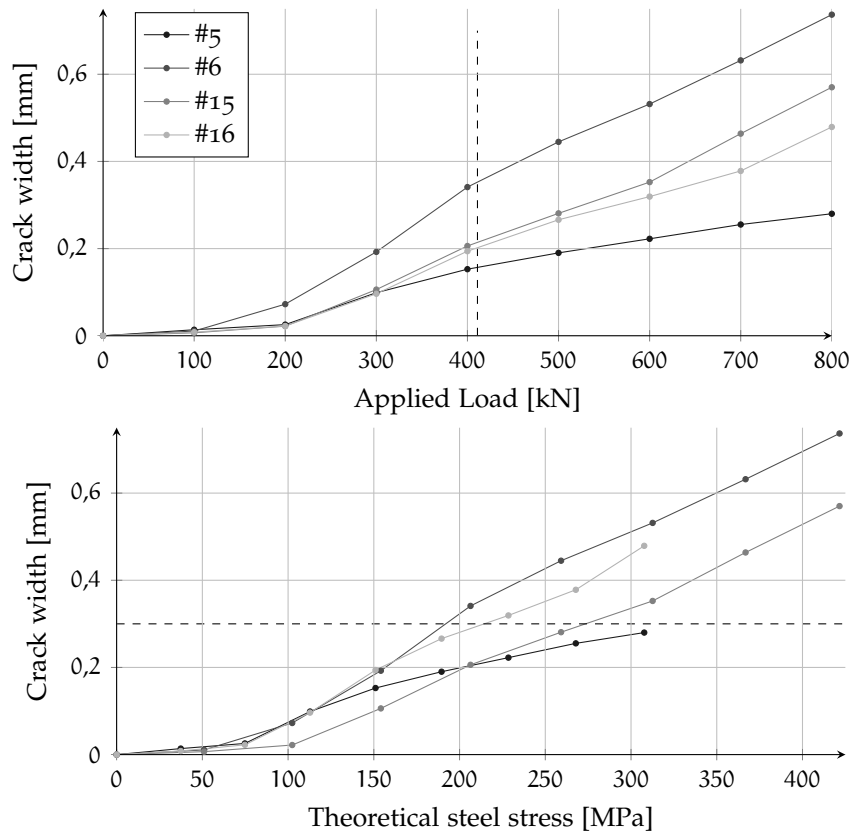 #5
#6
#15
#16
Crack width [mm]
0,6
0,4
0,2
0
0 100 200 300 400 500 600 700 800
Applied Load [kN]
Crack width [mm]
0,6
0,4
0,2
0
0 50 100 150 200 250 300 350 400
Theoretical steel stress [MPa]